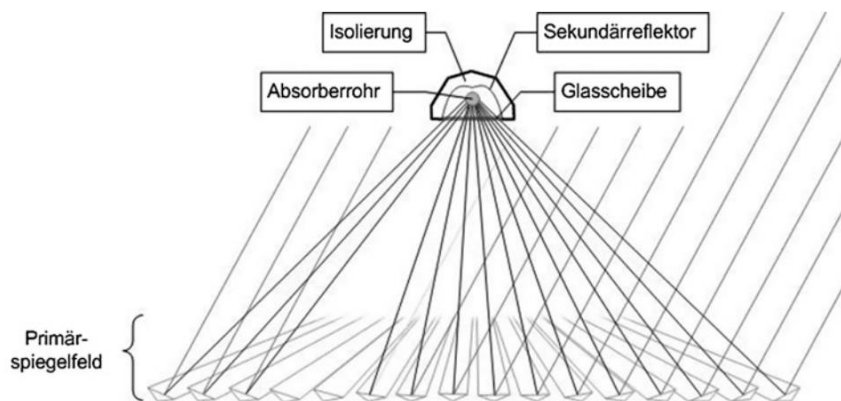 Isolierung
Sekundärreflektor
Absorberrohr
Glasscheibe
Primär-
spiegelfeld